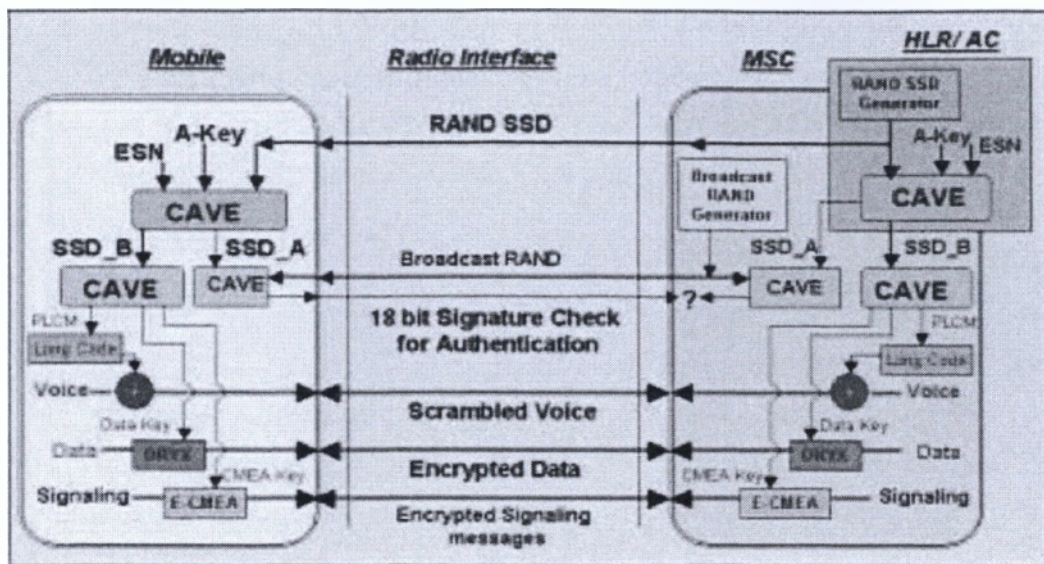 HLR/ AC
Mobile
Radio Interface
MSC
RAND SSD
Generator
RAND SSD
A-Key
ESN
A-Key
ESN
Broadcast
RAND
Generator
CAVE
CAVE
SSD_B
SSD_A
SSD_A
SSD_B
Broadcast RAND
CAVE
CAVE
CAVE
CAVE
?
18 bit Signature Check
for Authentication
PLCM
PLCM
Long Code
Long Code
Voice
Voice
Scrambled Voice
Data Key
Data Key
Data
ORYX
ORYX
Data
Encrypted Data
CMEA Key
CMEA Key
Signaling
E-CMEA
E-CMEA
Signaling
Encrypted Signaling
messages